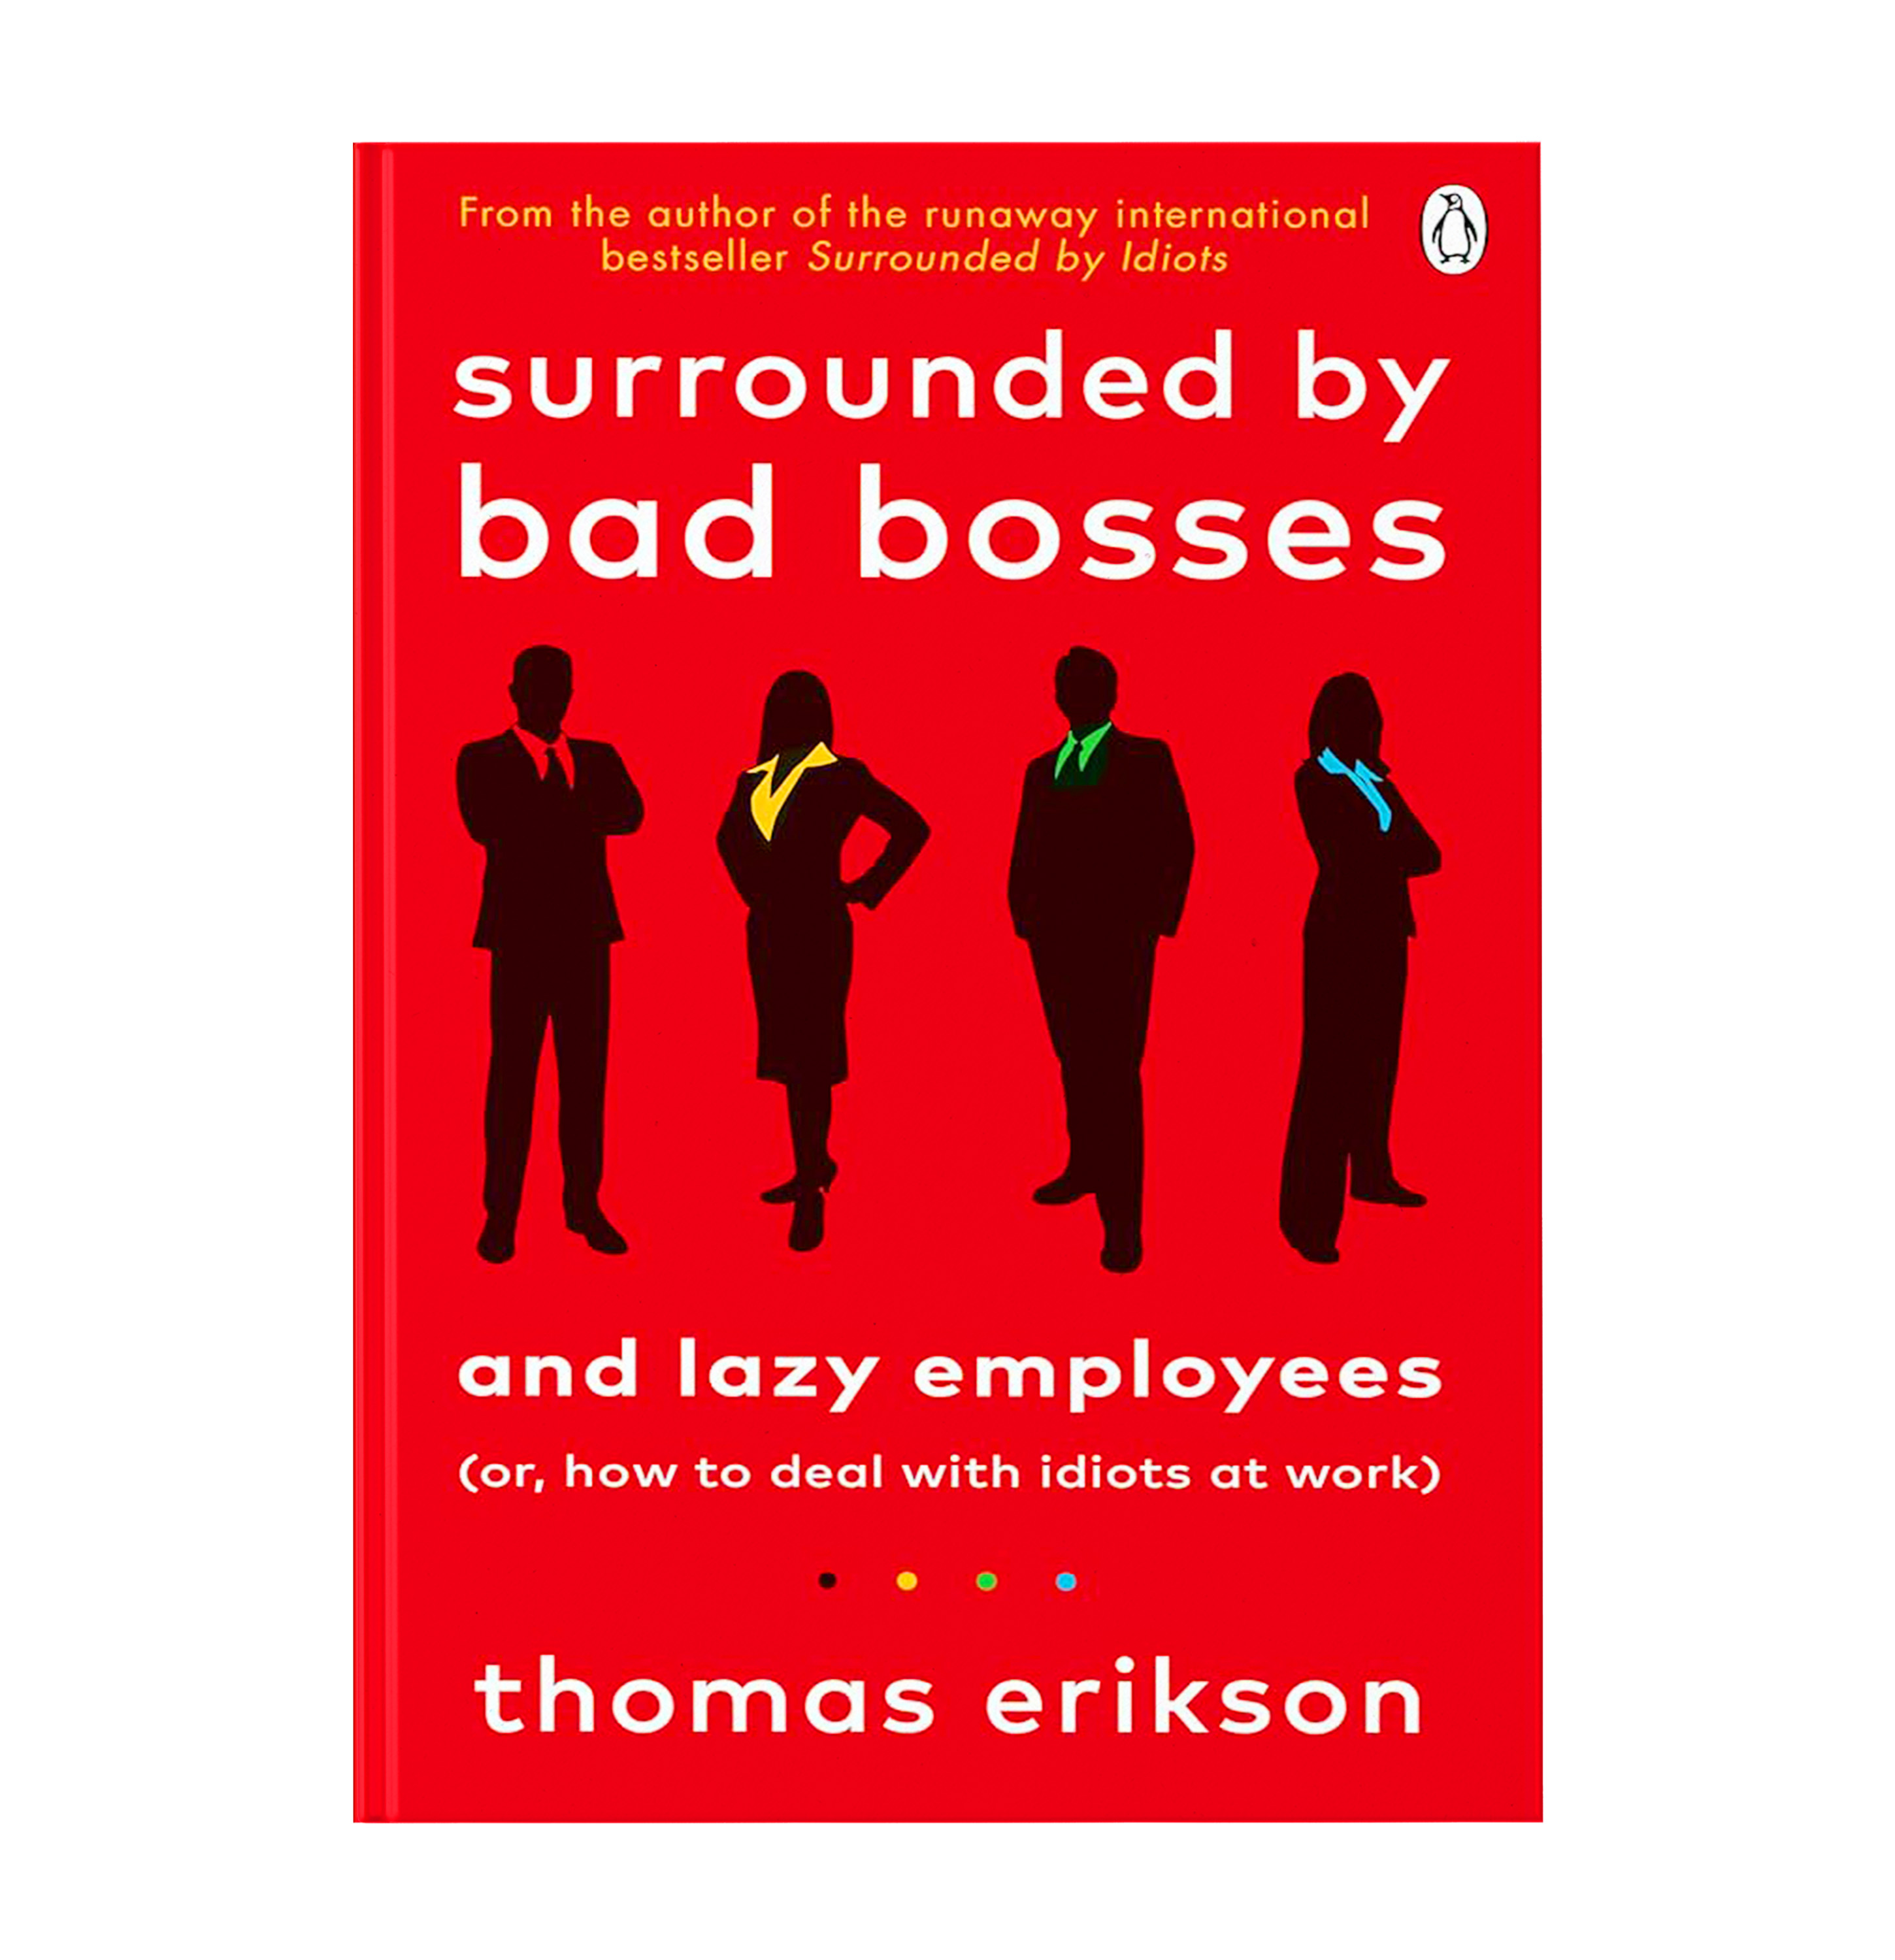 From the author of the runaway international
bestseller Surrounded by Idiots
surrounded by
bad bosses
and lazy employees
(or, how to deal with idiots at work)
thomas erikson